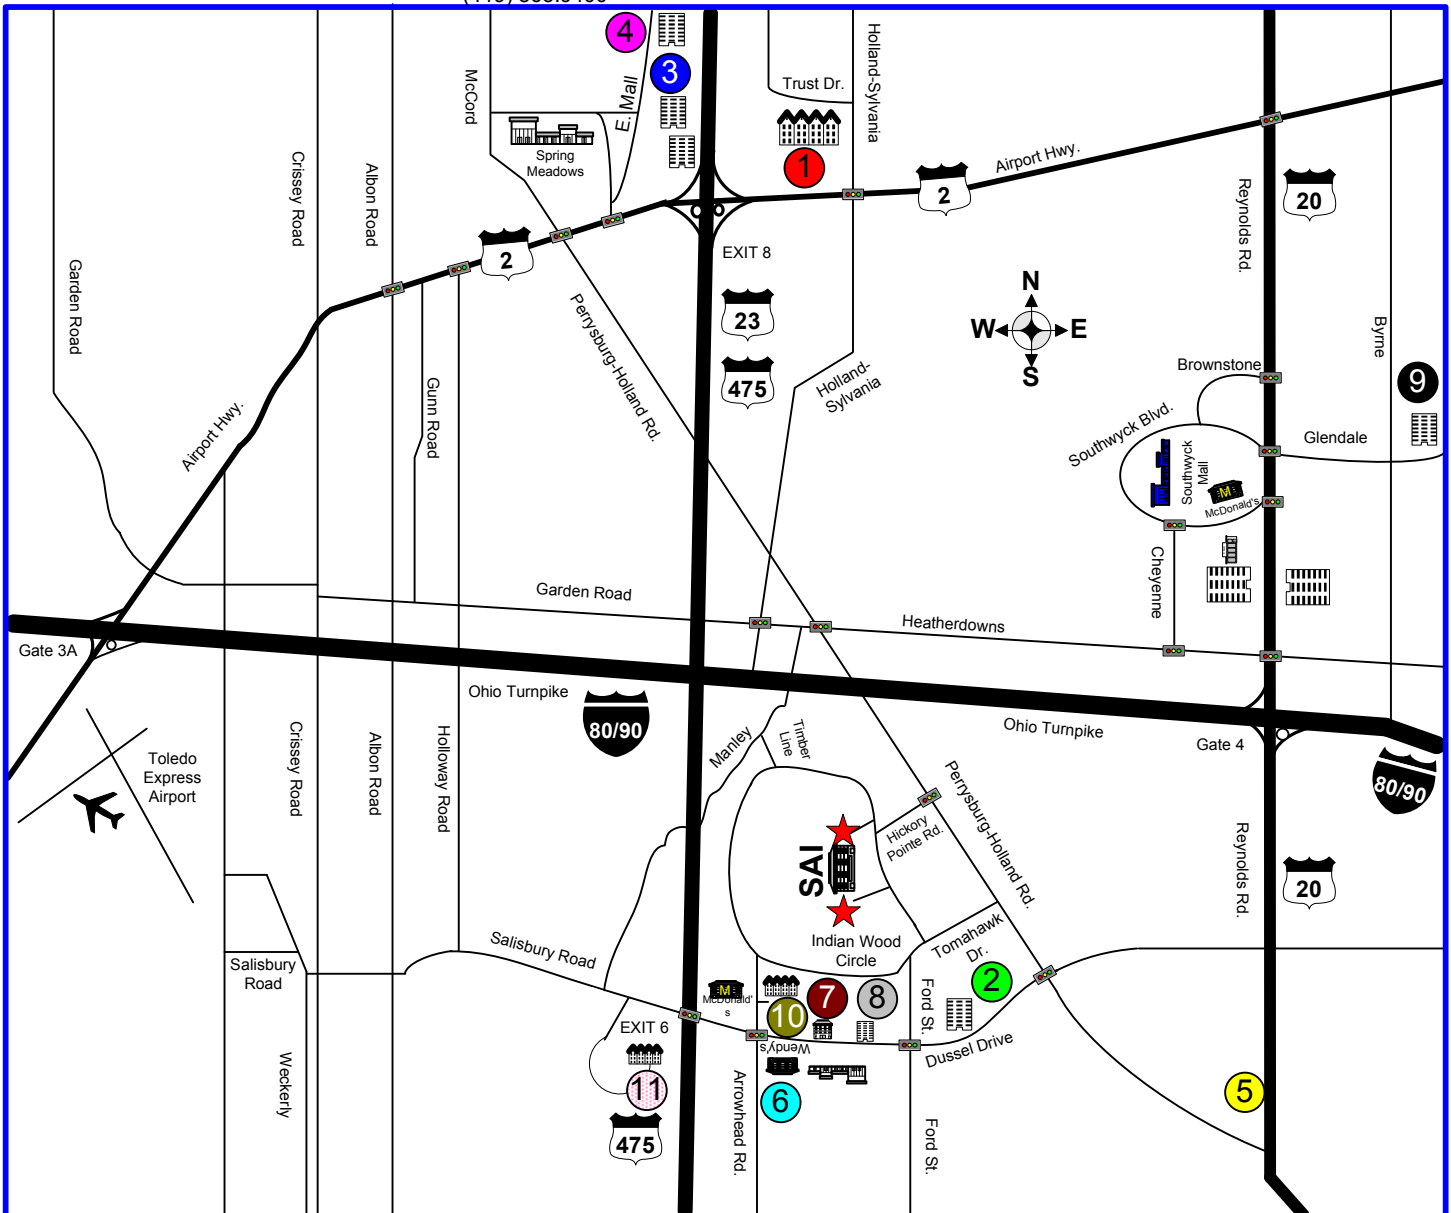 4
3
McCord
E. Mall
Trust Dr.
Holland-Sylvania
Spring
Meadows
1
Airport Hwy.
2
20
Reynolds Rd.
Crissey Road
Albon Road
Garden Road
2
EXIT 8
23
475
N
W E
S
Perrysburg-Holland Rd.
Holland-
Sylvania
Gunn Road
Airport Hwy.
Byrne
9
Brownstone
Southwyck Blvd.
Southwyck
Mall
M
McDonald's
Glendale
Cheyenne
Garden Road
Heatherdowns
Gate 3A
Ohio Turnpike
80/90
Ohio Turnpike
Gate 4
80/90
Toledo
Express
Airport
Crissey Road
Albon Road
Holloway Road
Manley
Timber
Line
Hickory
Pointe Rd.
Perrysburg-Holland Rd.
Reynolds Rd.
20
SAI
Indian Wood
Circle
Tomahawk
Dr.
Salisbury Road
Salisbury
Road
M
McDonald'
s
10
7
8
2
Ford St.
EXIT 6
Wendy's
Dussel Drive
11
475
6
5
Weckerly
Arrowhead Rd.
Ford St.